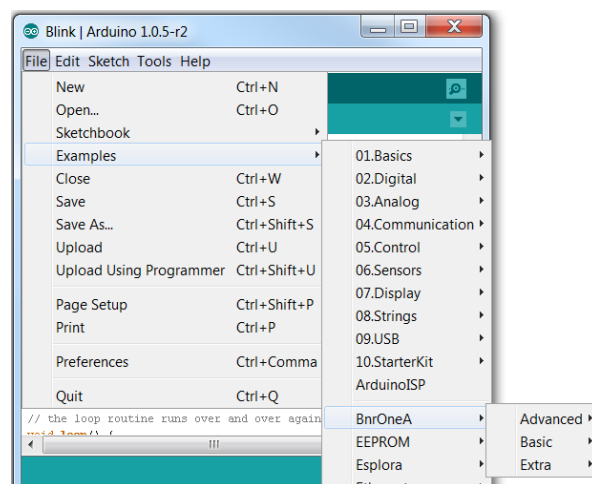 Blink | Arduino 1.0.5-r2
File Edit Sketch Tools Help
New Ctrl+N
Open... Ctrl+O
Sketchbook
Examples
Close Ctrl+W
Save Ctrl+S
Save As... Ctrl+Shift+S
Upload Ctrl+U
Upload Using Programmer Ctrl+Shift+U
Page Setup Ctrl+Shift+P
Print Ctrl+P
Preferences Ctrl+Comma
Quit Ctrl+Q
01.Basics
02.Digital
03.Analog
04.Communication
05.Control
06.Sensors
07.Display
08.Strings
09.USB
10.StarterKit
ArduinoISP
BnrOneA
EEPROM
Esplora
Advanced
Basic
Extra
// the loop routine runs over and over again
void loop() {